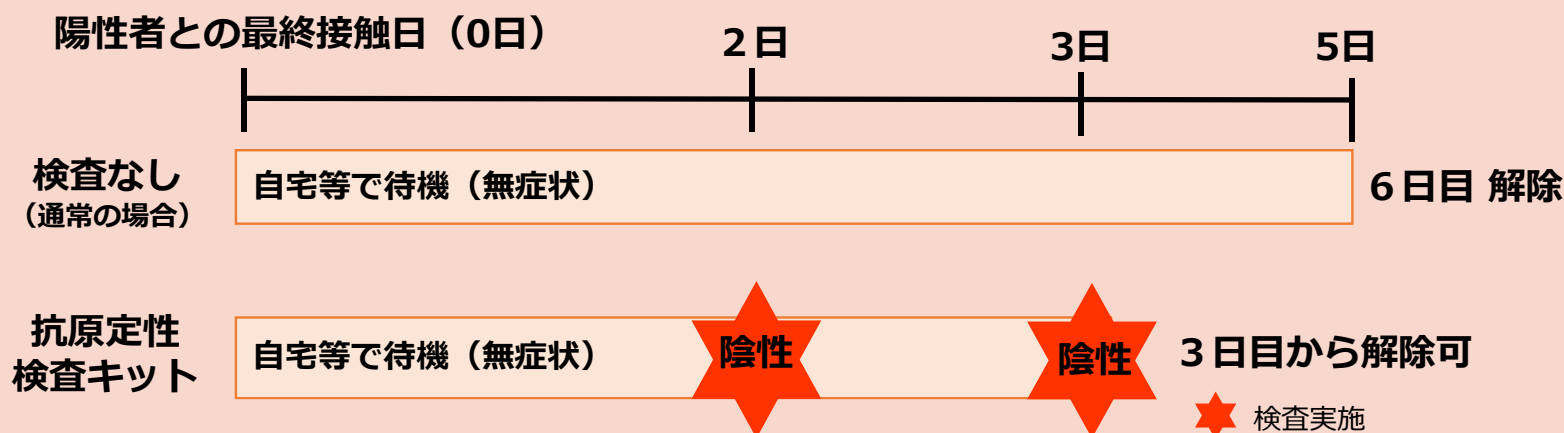 陽性者との最終接触日（0日）
２日
3日
5日
検査なし
（通常の場合）
自宅等で待機（無症状）
６日目 解除
抗原定性
検査キット
自宅等で待機（無症状）
陰性
陰性
３日目から解除可
検査実施